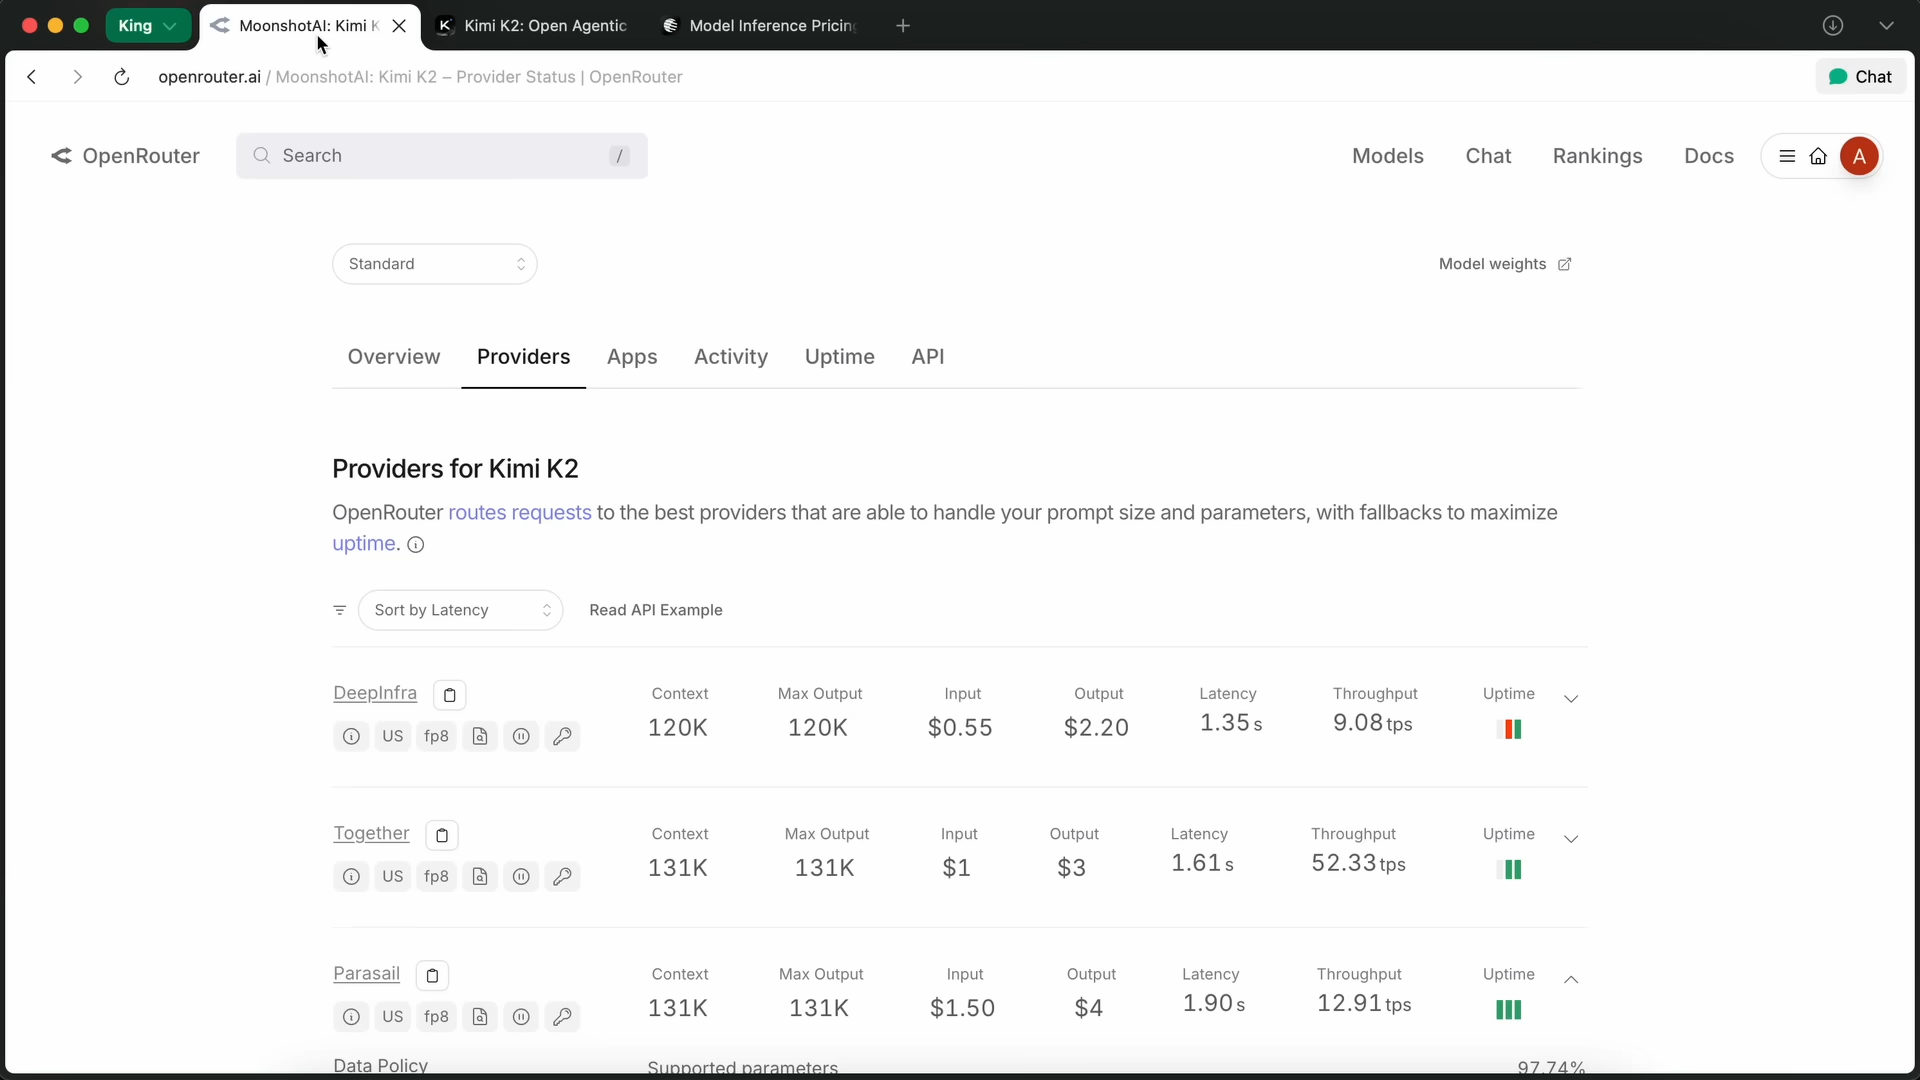 King
MoonshotAI: Kimi K
Kimi K2: Open Agentic
Model Inference Pricing
openrouter.ai / MoonshotAI: Kimi K2 – Provider Status | OpenRouter
Chat
OpenRouter
Search
/
Models
Chat
Rankings
Docs
A
Standard
Model weights
Overview
Providers
Apps
Activity
Uptime
API
Providers for Kimi K2
OpenRouter routes requests to the best providers that are able to handle your prompt size and parameters, with fallbacks to maximize
uptime.
Sort by Latency
Read API Example
DeepInfra
Context
Max Output
Input
Output
Latency
Throughput
Uptime
120K
120K
$0.55
$2.20
1.35 s
9.08 tps
US
fp8
Together
Context
Max Output
Input
Output
Latency
Throughput
Uptime
131K
131K
$1
$3
1.61 s
52.33 tps
US
fp8
Parasail
Context
Max Output
Input
Output
Latency
Throughput
Uptime
131K
131K
$1.50
$4
1.90 s
12.91 tps
US
fp8
Data Policy
Supported parameters
97.74%